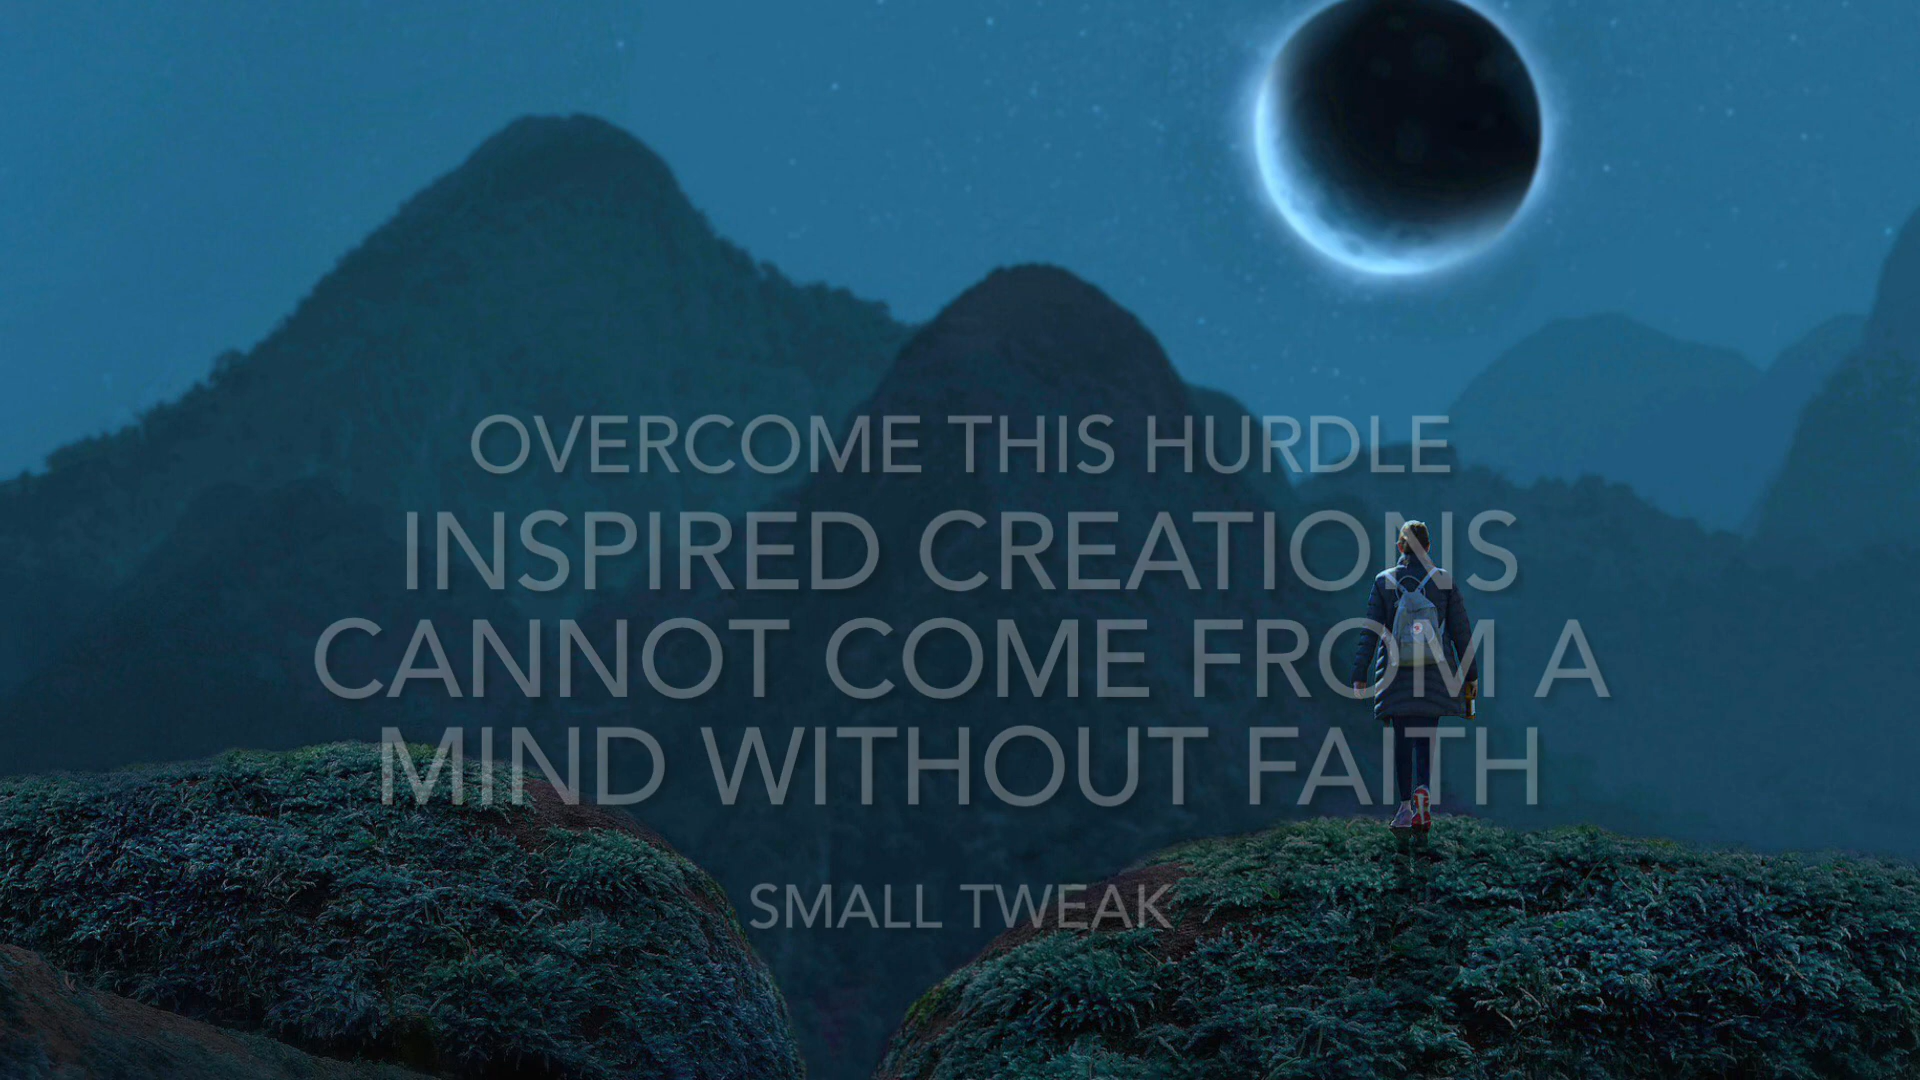 OVERCOME THIS HURDLE
INSPIRED CREATIONS
CANNOT COME FROM A
MIND WITHOUT FAITH
SMALL TWEAK